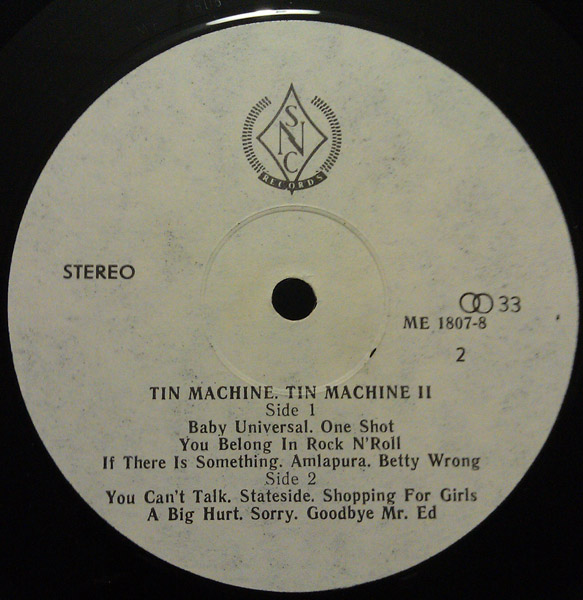 S
N
C
RECORDS
STEREO
33
ME 1807-8
2
TIN MACHINE. TIN MACHINE II
Side 1
Baby Universal. One Shot
You Belong In Rock N'Roll
If There Is Something. Amlapura. Betty Wrong
Side 2
You Can't Talk. Stateside. Shopping For Girls
A Big Hurt. Sorry. Goodbye Mr. Ed